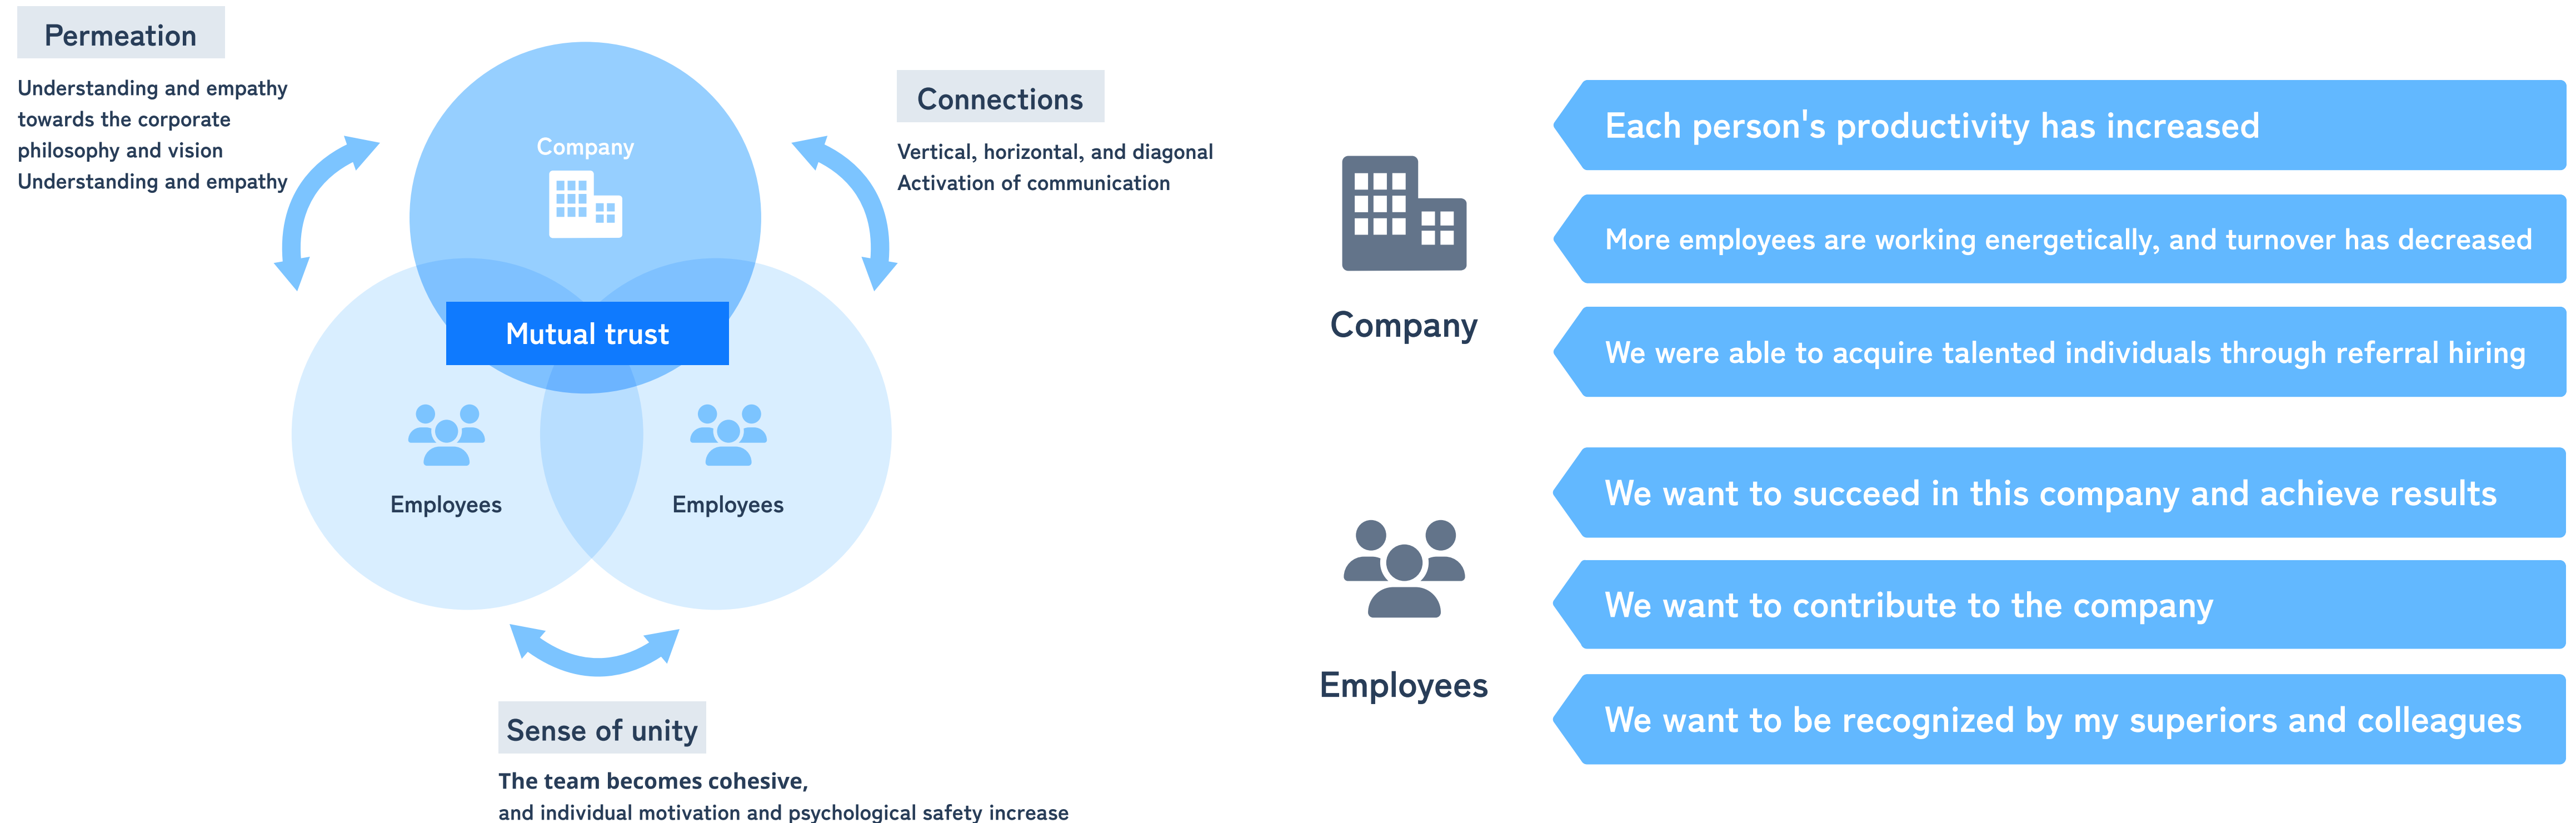 Permeation
Understanding and empathy
towards the corporate
philosophy and vision
Understanding and empathy
Company
Connections
Vertical, horizontal, and diagonal
Activation of communication
Mutual trust
Employees
Employees
Sense of unity
The team becomes cohesive,
and individual motivation and psychological safety increase
Company
Each person's productivity has increased
More employees are working energetically, and turnover has decreased
We were able to acquire talented individuals through referral hiring
Employees
We want to succeed in this company and achieve results
We want to contribute to the company
We want to be recognized by my superiors and colleagues